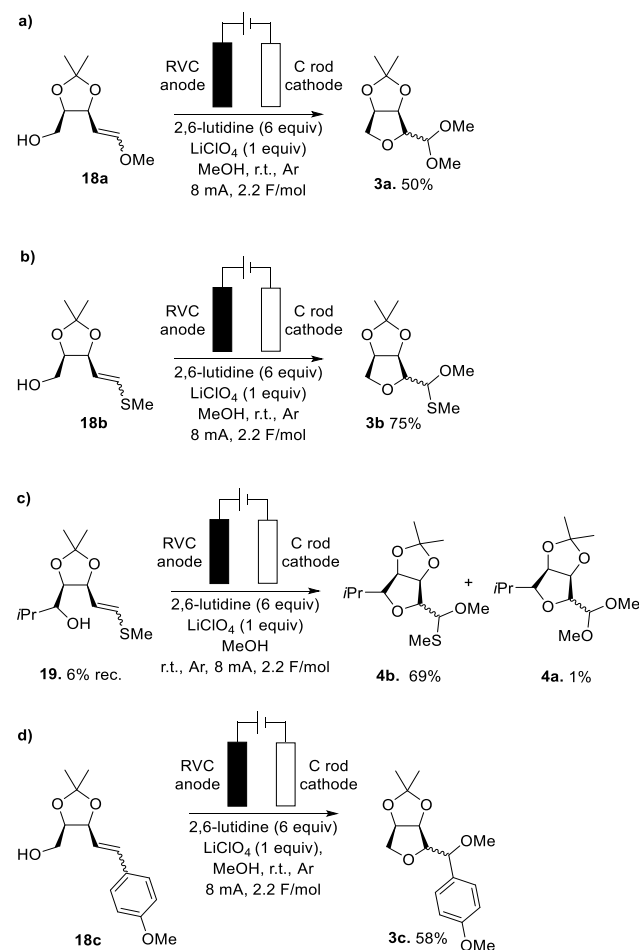 a)
RVC
anode
C rod
cathode
2,6-lutidine (6 equiv)
LiClO4 (1 equiv)
MeOH, r.t., Ar
8 mA, 2.2 F/mol
O
O
HO
OMe
18a
O
O
O
OMe
OMe
3a. 50%
b)
RVC
anode
C rod
cathode
2,6-lutidine (6 equiv)
LiClO4 (1 equiv)
MeOH, r.t., Ar
8 mA, 2.2 F/mol
O
O
HO
SMe
18b
O
O
O
OMe
SMe
3b 75%
c)
RVC
anode
C rod
cathode
2,6-lutidine (6 equiv)
LiClO4 (1 equiv)
MeOH
r.t., Ar, 8 mA, 2.2 F/mol
O
O
iPr
OH
SMe
19. 6% rec.
O
O
iPr
O
OMe
MeS
4b. 69%
+
O
O
iPr
O
OMe
MeO
4a. 1%
d)
RVC
anode
C rod
cathode
2,6-lutidine (6 equiv)
LiClO4 (1 equiv),
MeOH, r.t., Ar
8 mA, 2.2 F/mol
O
O
HO
OMe
18c
O
O
O
OMe
OMe
3c. 58%